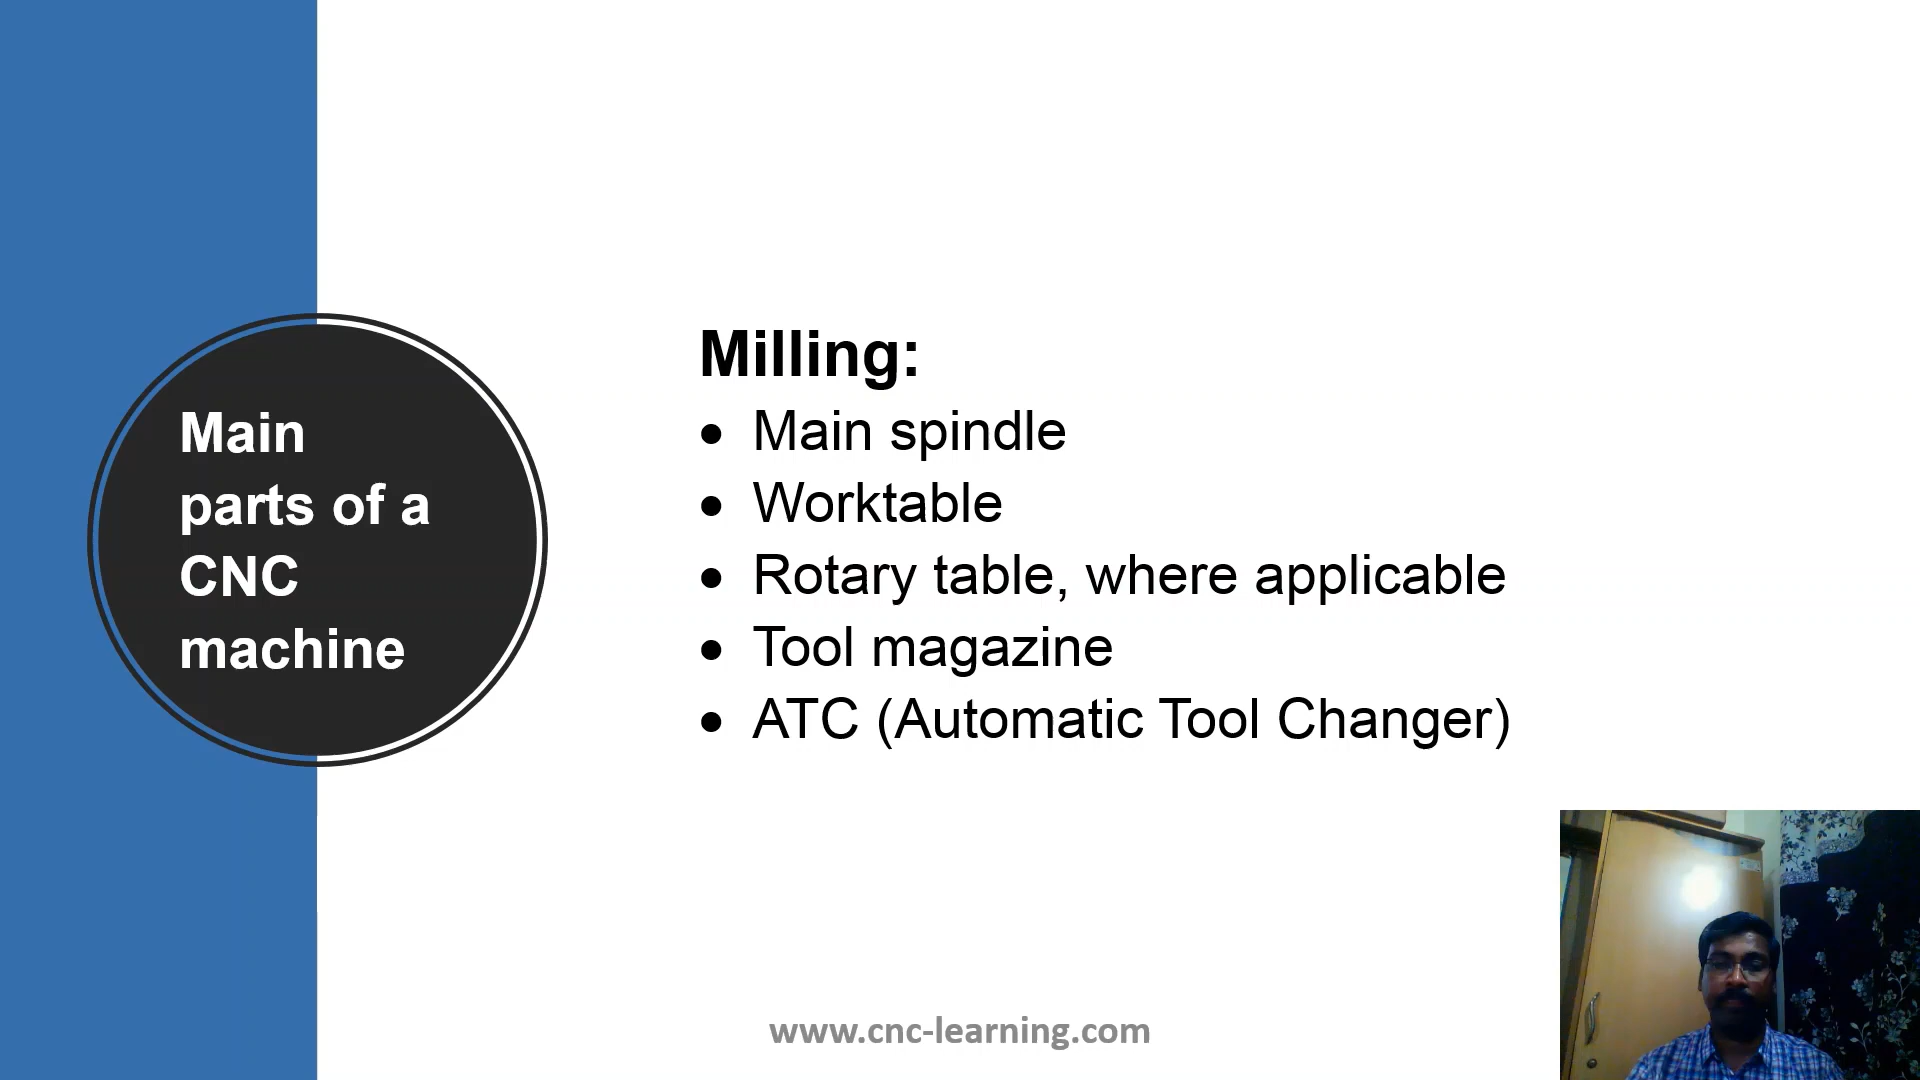 Main
parts of a
CNC
machine
Milling:
• Main spindle
• Worktable
• Rotary table, where applicable
• Tool magazine
• ATC (Automatic Tool Changer)
www.cnc-learning.com